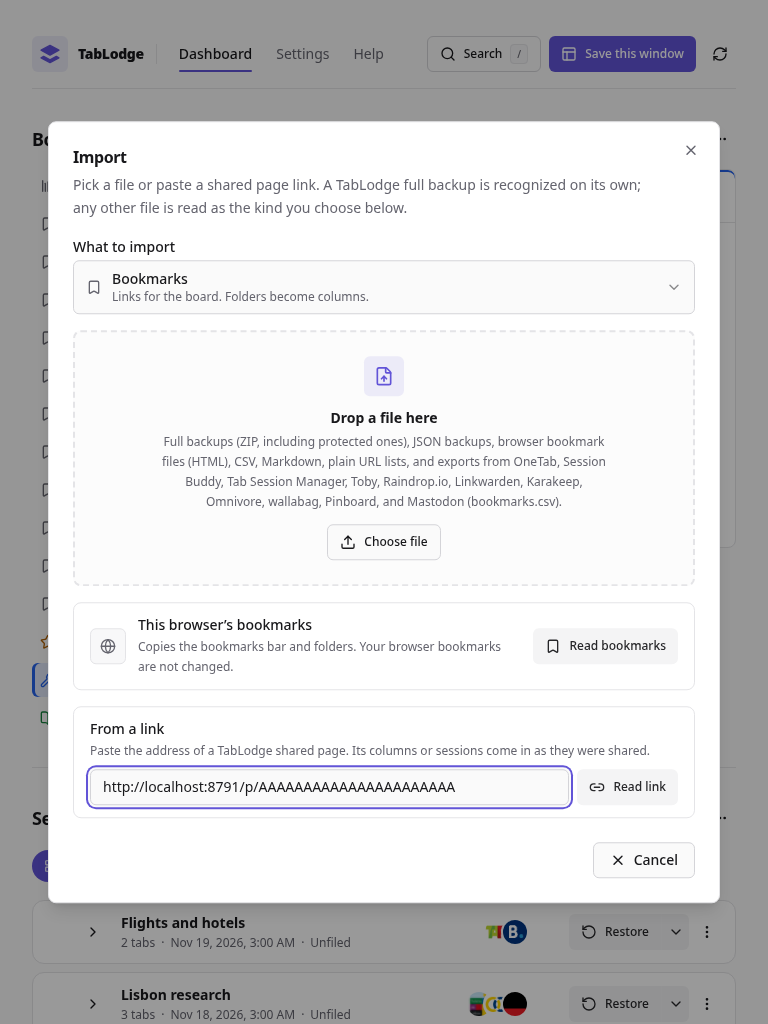 TabLodge
Dashboard
Settings
Help
Search /
Save this window
Import
Pick a file or paste a shared page link. A TabLodge full backup is recognized on its own;
any other file is read as the kind you choose below.
What to import
Bookmarks
Links for the board. Folders become columns.
Drop a file here
Full backups (ZIP, including protected ones), JSON backups, browser bookmark
files (HTML), CSV, Markdown, plain URL lists, and exports from OneTab, Session
Buddy, Tab Session Manager, Toby, Raindrop.io, Linkwarden, Karakeep,
Omnivore, wallabag, Pinboard, and Mastodon (bookmarks.csv).
Choose file
This browser’s bookmarks
Copies the bookmarks bar and folders. Your browser bookmarks
are not changed.
Read bookmarks
From a link
Paste the address of a TabLodge shared page. Its columns or sessions come in as they were shared.
http://localhost:8791/p/AAAAAAAAAAAAAAAAAAAAAA
Read link
Cancel
Flights and hotels
2 tabs · Nov 19, 2026, 3:00 AM · Unfiled
B.
Restore
Lisbon research
3 tabs · Nov 18, 2026, 3:00 AM · Unfiled
Restore